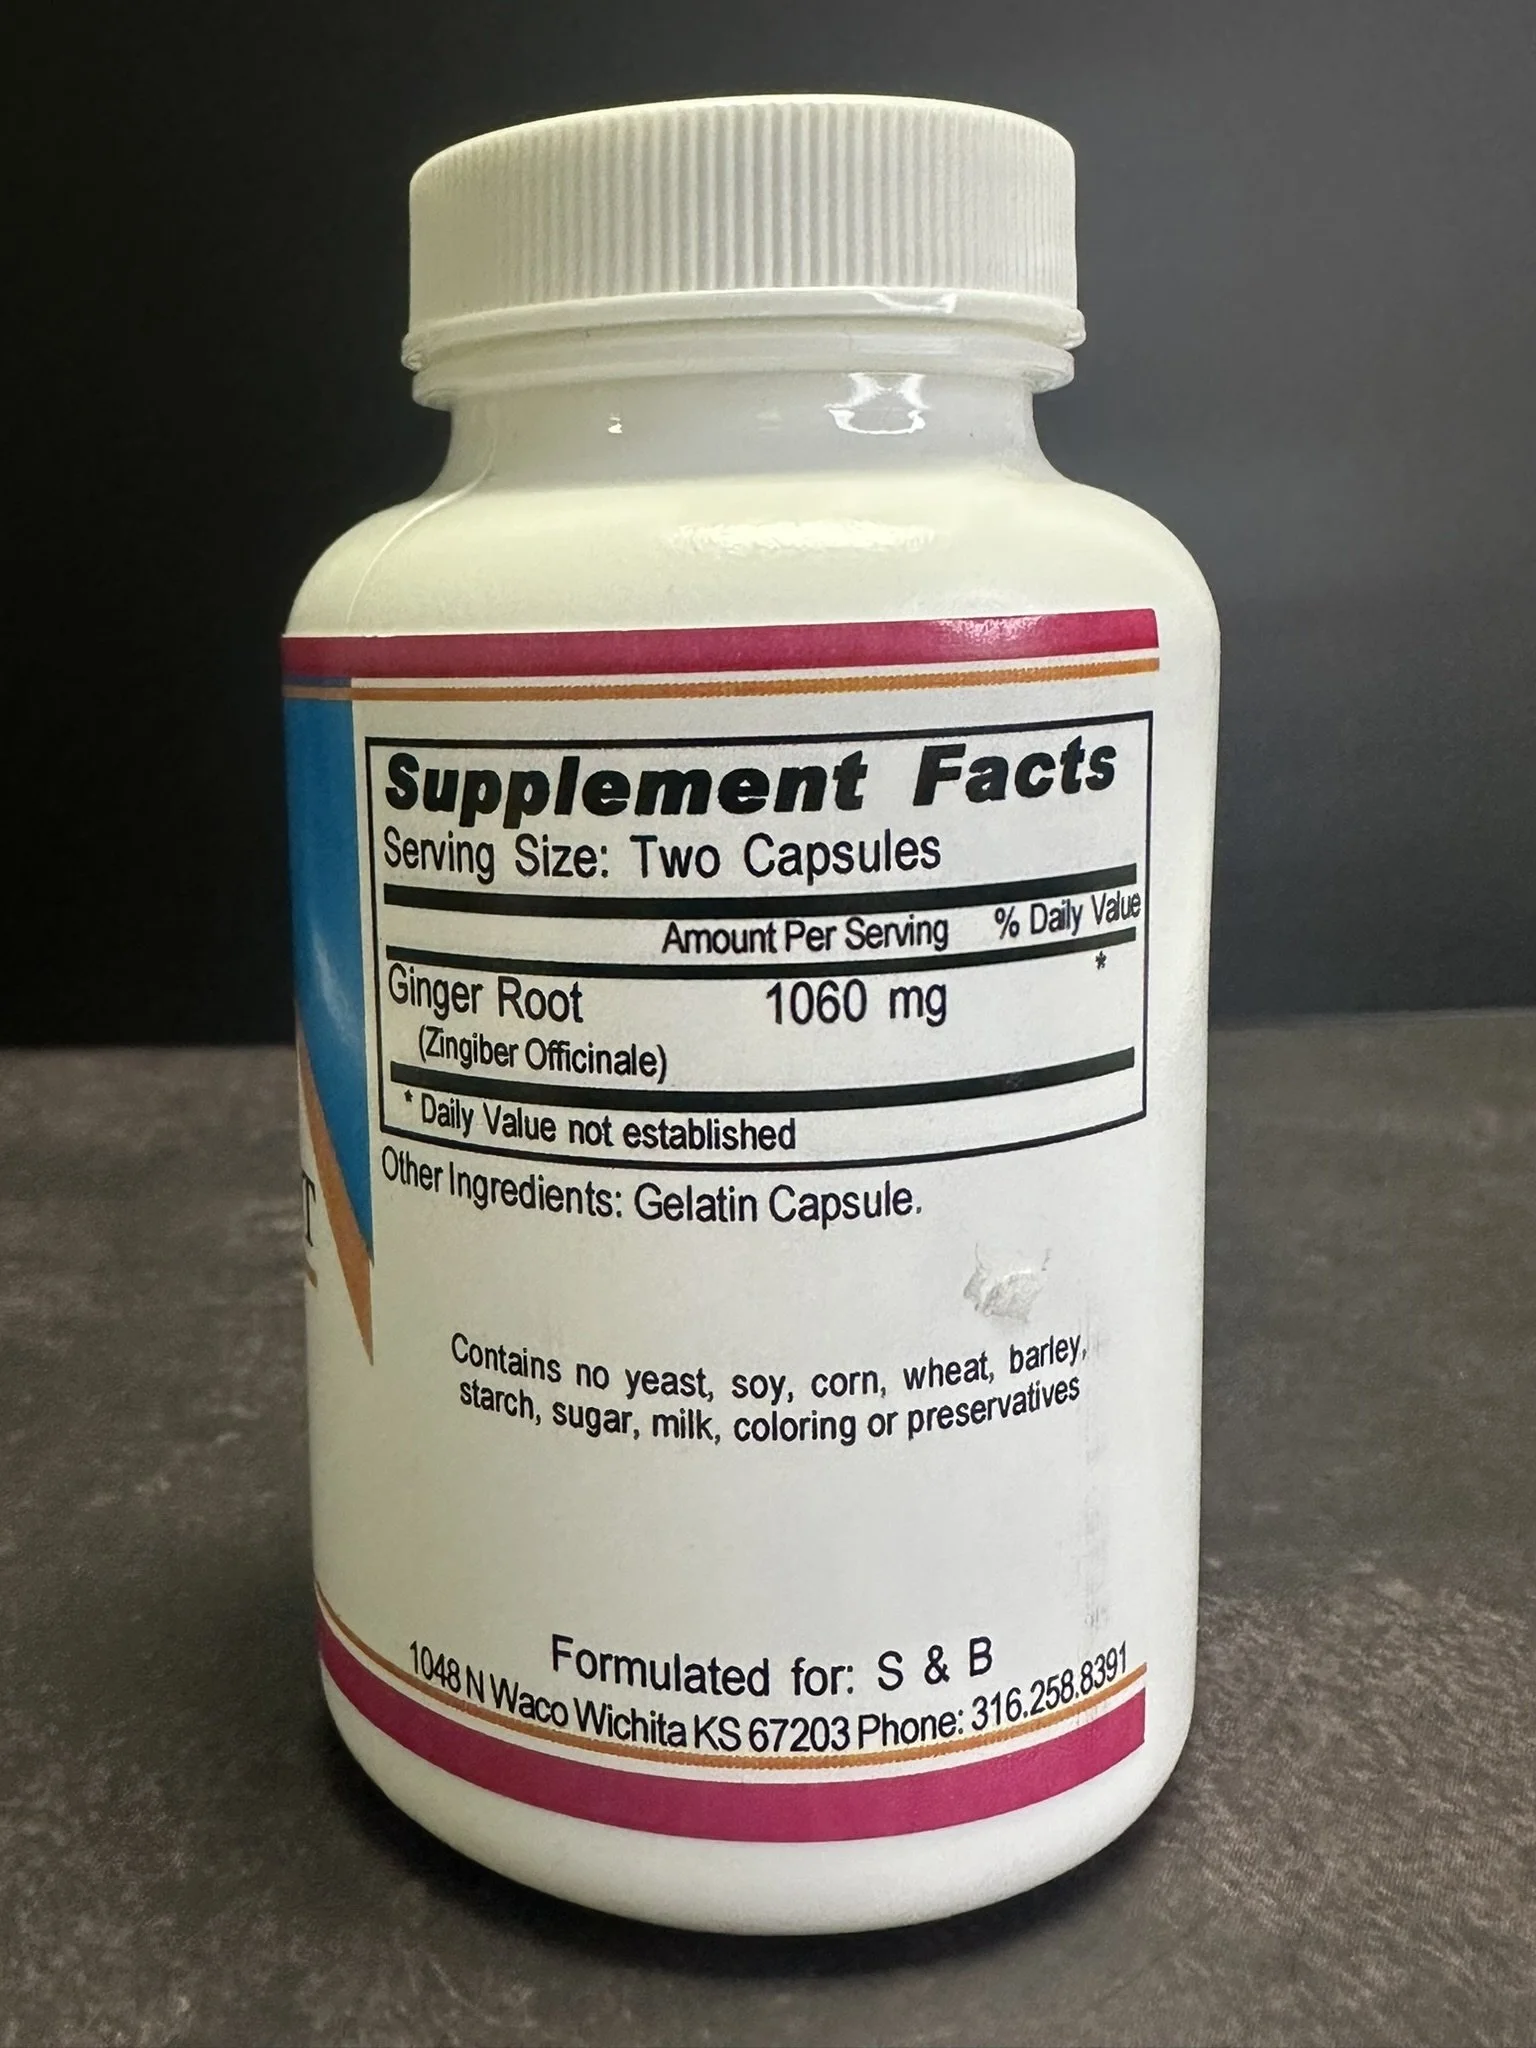 Supplement Facts
Serving Size: Two Capsules
Amount Per Serving % Daily Value
Ginger Root 1060 mg *
(Zingiber Officinale)
* Daily Value not established
Other Ingredients: Gelatin Capsule.
T
Contains no yeast, soy, corn, wheat, barley,
starch, sugar, milk, coloring or preservatives
Formulated for: S & B
1048 N Waco Wichita KS 67203 Phone: 316.258.8391